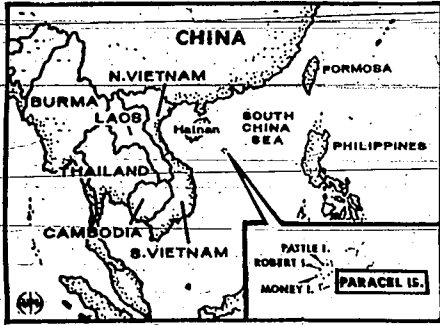 CHINA
FORMOSA
N.VIETNAM
BURMA
LAOS
Hainan
SOUTH
CHINA
SEA
PHILIPPINES
THAILAND
CAMBODIA
S.VIETNAM
PATTLE I.
ROBERT I.
MONEY I.
PARACEL IS.